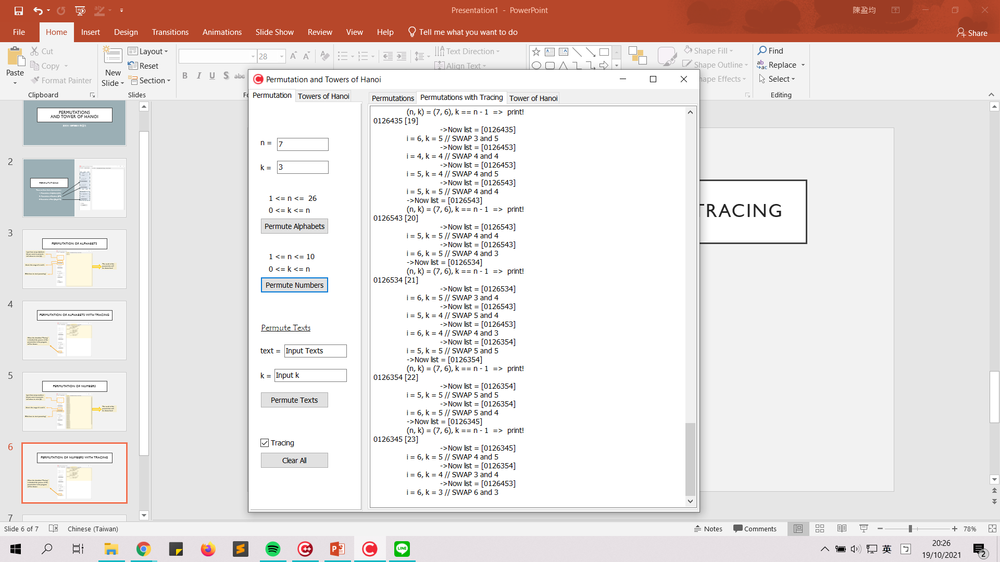 Presentation1 - PowerPoint
陳盈均
File
Home
Insert
Design
Transitions
Animations
Slide Show
Review
View
Help
Tell me what you want to do
Share
Paste
Cut
Copy
Format Painter
Clipboard
New
Slide
Layout
Reset
Section
Slides
28
B I U S abc
Text Direction
Align Text
Shape Fill
Shape Outline
hape Effects
Find
Replace
Select
Editing
PERMUTATIONS
AND TOWER OF HANOI
2
PERMUTATIONS
3
PERMUTATION OF ALPHABETS
4
PERMUTATION OF ALPHABETS WITH TRACING
5
PERMUTATION OF NUMBERS
6
PERMUTATION OF NUMBERS WITH TRACING
7
TRACING
Permutation and Towers of Hanoi
Permutation
Towers of Hanoi
n =
7
k =
3
1 <= n <= 26
0 <= k <= n
Permute Alphabets
1 <= n <= 10
0 <= k <= n
Permute Numbers
Permute Texts
text =
Input Texts
k =
Input k
Permute Texts
Tracing
Clear All
Permutations
Permutations with Tracing
Tower of Hanoi
(n, k) = (7, 6), k == n - 1 => print!
0126435 [19]
->Now list = [0126435]
i = 6, k = 5 // SWAP 3 and 5
->Now list = [0126453]
i = 4, k = 4 // SWAP 4 and 4
->Now list = [0126453]
i = 5, k = 4 // SWAP 4 and 5
->Now list = [0126543]
i = 5, k = 5 // SWAP 4 and 4
->Now list = [0126543]
(n, k) = (7, 6), k == n - 1 => print!
0126543 [20]
->Now list = [0126543]
i = 5, k = 5 // SWAP 4 and 4
->Now list = [0126543]
i = 6, k = 5 // SWAP 4 and 3
->Now list = [0126534]
(n, k) = (7, 6), k == n - 1 => print!
0126534 [21]
->Now list = [0126534]
i = 6, k = 5 // SWAP 3 and 4
->Now list = [0126543]
i = 5, k = 4 // SWAP 5 and 4
->Now list = [0126453]
i = 6, k = 4 // SWAP 4 and 3
->Now list = [0126354]
i = 5, k = 5 // SWAP 5 and 5
->Now list = [0126354]
(n, k) = (7, 6), k == n - 1 => print!
0126354 [22]
->Now list = [0126354]
i = 5, k = 5 // SWAP 5 and 5
->Now list = [0126354]
i = 6, k = 5 // SWAP 5 and 4
->Now list = [0126345]
(n, k) = (7, 6), k == n - 1 => print!
0126345 [23]
->Now list = [0126345]
i = 6, k = 5 // SWAP 4 and 5
->Now list = [0126354]
i = 6, k = 4 // SWAP 3 and 4
->Now list = [0126453]
i = 6, k = 3 // SWAP 6 and 3
Slide 6 of 7
Chinese (Taiwan)
Notes
Comments
78%
LINE
英
20:26
19/10/2021
2